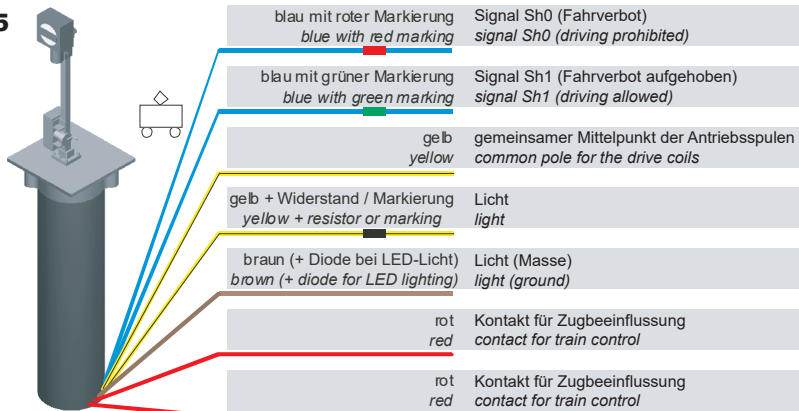 5
blau mit roter Markierung Signal Sh0 (Fahrverbot)
blue with red marking signal Sh0 (driving prohibited)
blau mit grüner Markierung Signal Sh1 (Fahrverbot aufgehoben)
blue with green marking signal Sh1 (driving allowed)
gelb gemeinsamer Mittelpunkt der Antriebsspulen
yellow common pole for the drive coils
gelb + Widerstand / Markierung Licht
yellow + resistor or marking light
braun (+ Diode bei LED-Licht) Licht (Masse)
brown (+ diode for LED lighting) light (ground)
rot Kontakt für Zugbeeinflussung
red contact for train control
rot Kontakt für Zugbeeinflussung
red contact for train control